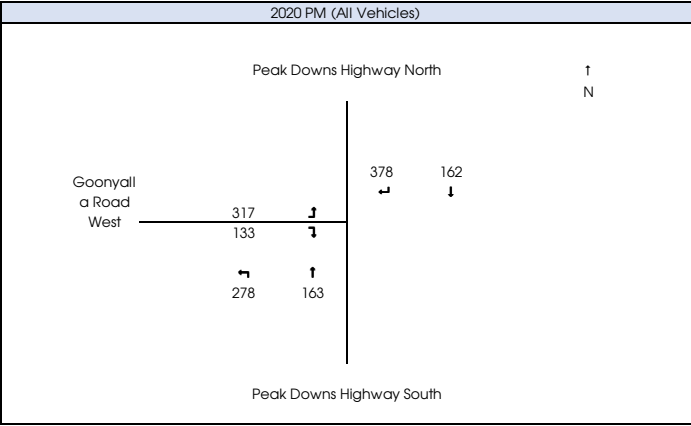 2020 PM (All Vehicles)
Peak Downs Highway North
↑
N
378 162
Goonyall
a Road
West
317
133
278 163
Peak Downs Highway South